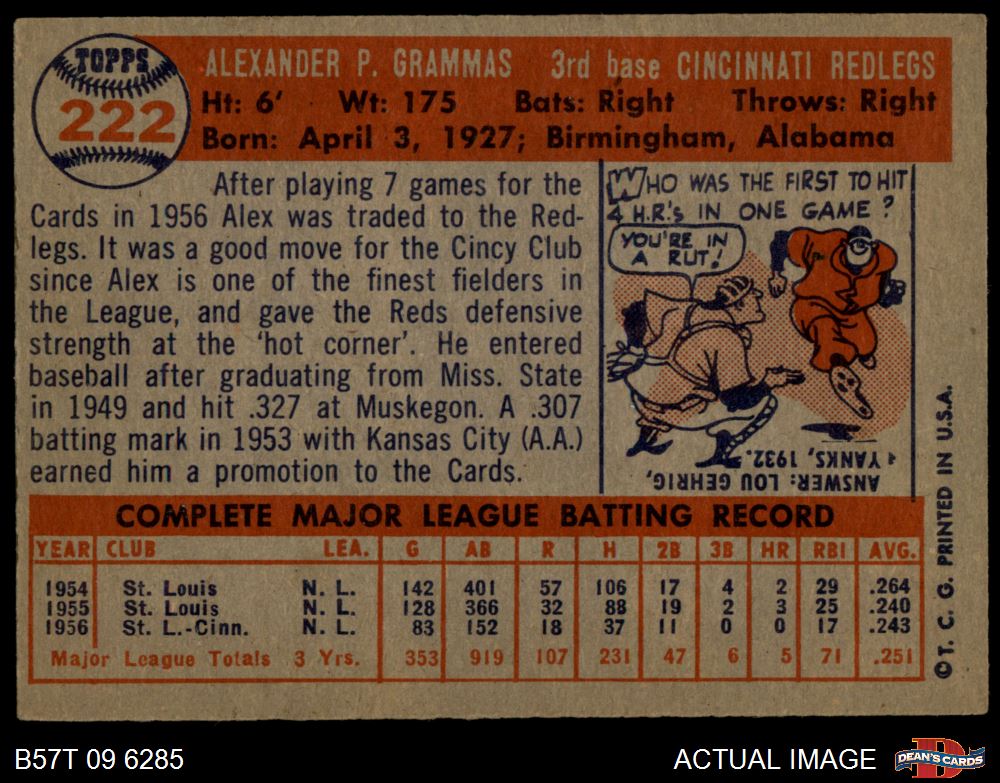 TOPPS
222
ALEXANDER P. GRAMMAS 3rd base CINCINNATI REDLEGS
Ht: 6' Wt: 175 Bats: Right Throws: Right
Born: April 3, 1927; Birmingham, Alabama
After playing 7 games for the
Cards in 1956 Alex was traded to the Red-
legs. It was a good move for the Cincy Club
since Alex is one of the finest fielders in
the League, and gave the Reds defensive
strength at the 'hot corner'. He entered
baseball after graduating from Miss. State
in 1949 and hit .327 at Muskegon. A .307
batting mark in 1953 with Kansas City (A.A.)
earned him a promotion to the Cards.
WHO WAS THE FIRST TO HIT
4 H.R.'s IN ONE GAME?
YOU'RE IN
A RUT!
ANSWER: LOU GEHRIG,
YANKS, 1932.
COMPLETE MAJOR LEAGUE BATTING RECORD
YEAR CLUB LEA. G AB R H 2B 3B HR RBI AVG.
1954 St. Louis N. L. 142 401 57 106 17 4 2 29 .264
1955 St. Louis N. L. 128 366 32 88 19 2 3 25 .240
1956 St. L.-Cinn. N. L. 83 152 18 37 11 0 0 17 .243
Major League Totals 3 Yrs. 353 919 107 231 47 6 5 71 .251
© T. C. G. PRINTED IN U.S.A.
B57T 09 6285
ACTUAL IMAGE
D
DEAN'S CARDS